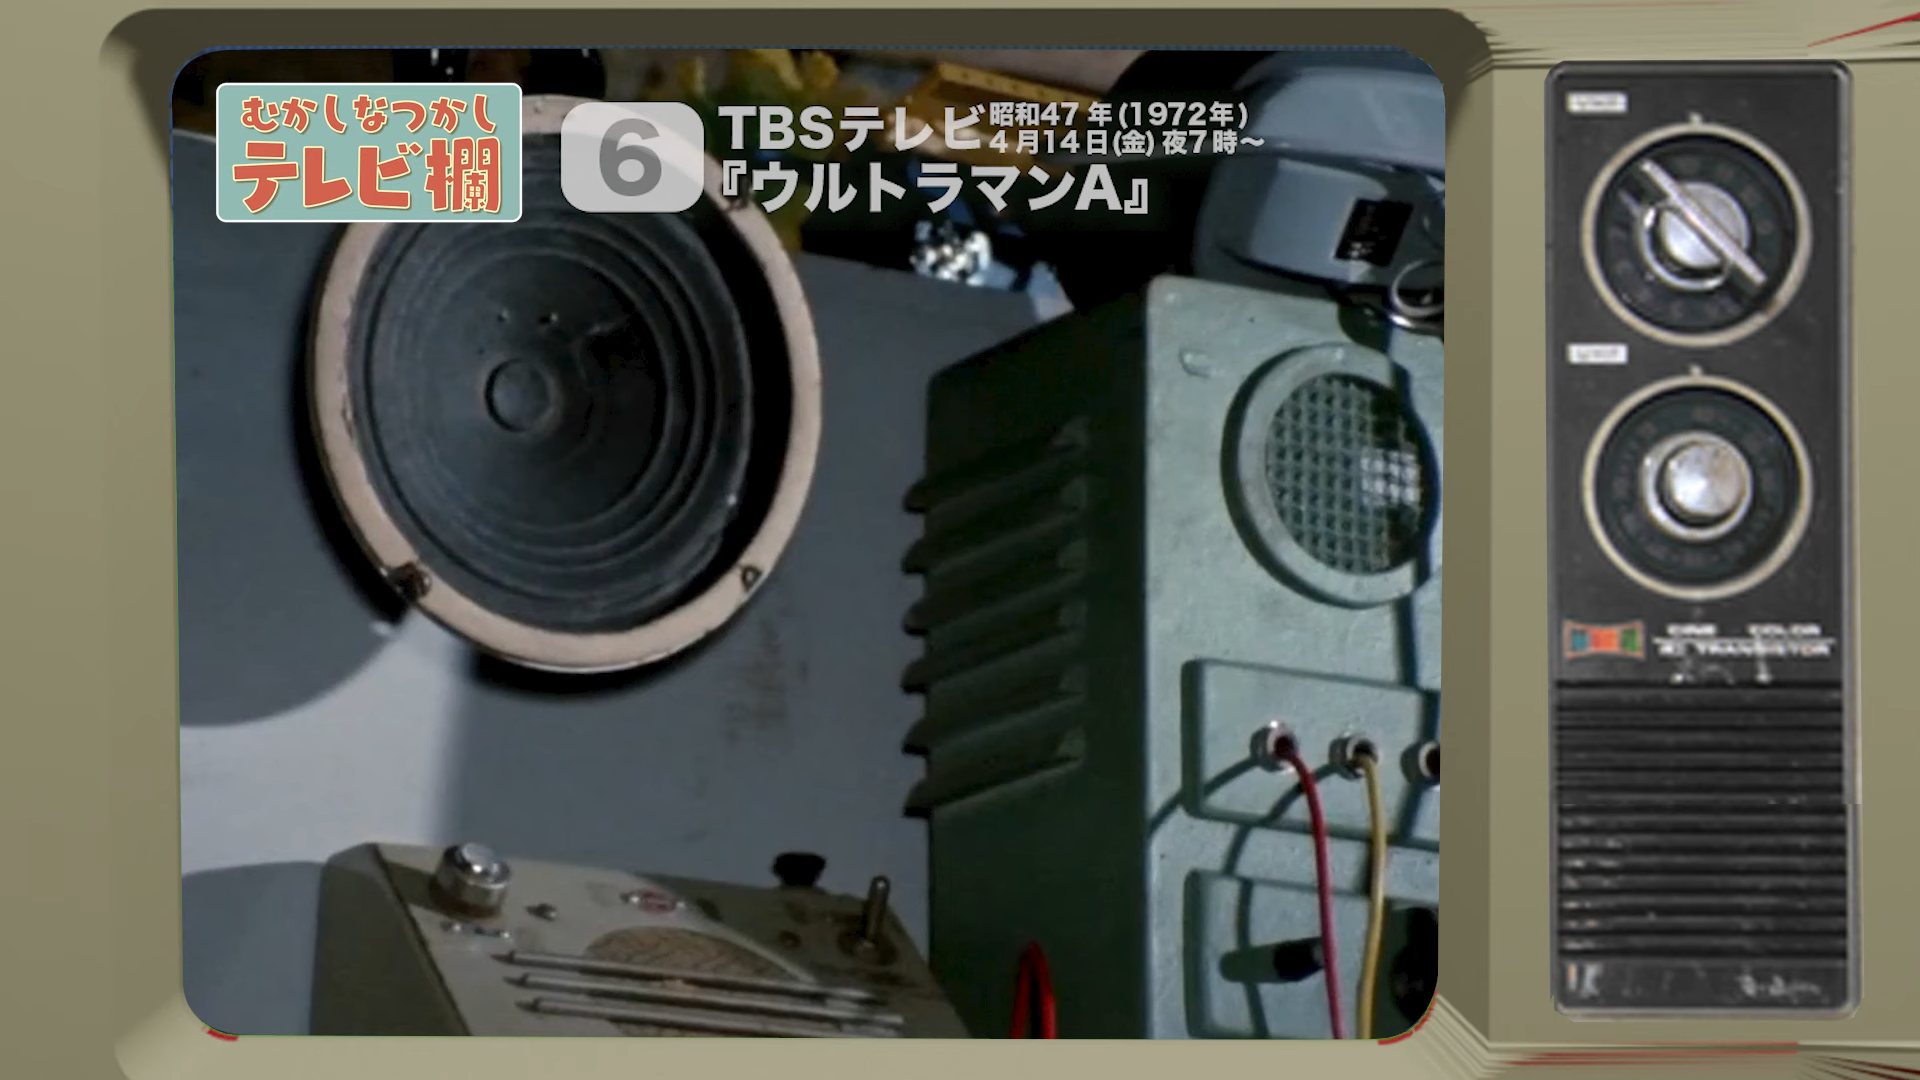 むかしなつかし
テレビ欄
6
TBSテレビ
昭和47年(1972年)
4月14日(金)夜7時~
『ウルトラマンA』
COLOR
TRANSISTOR